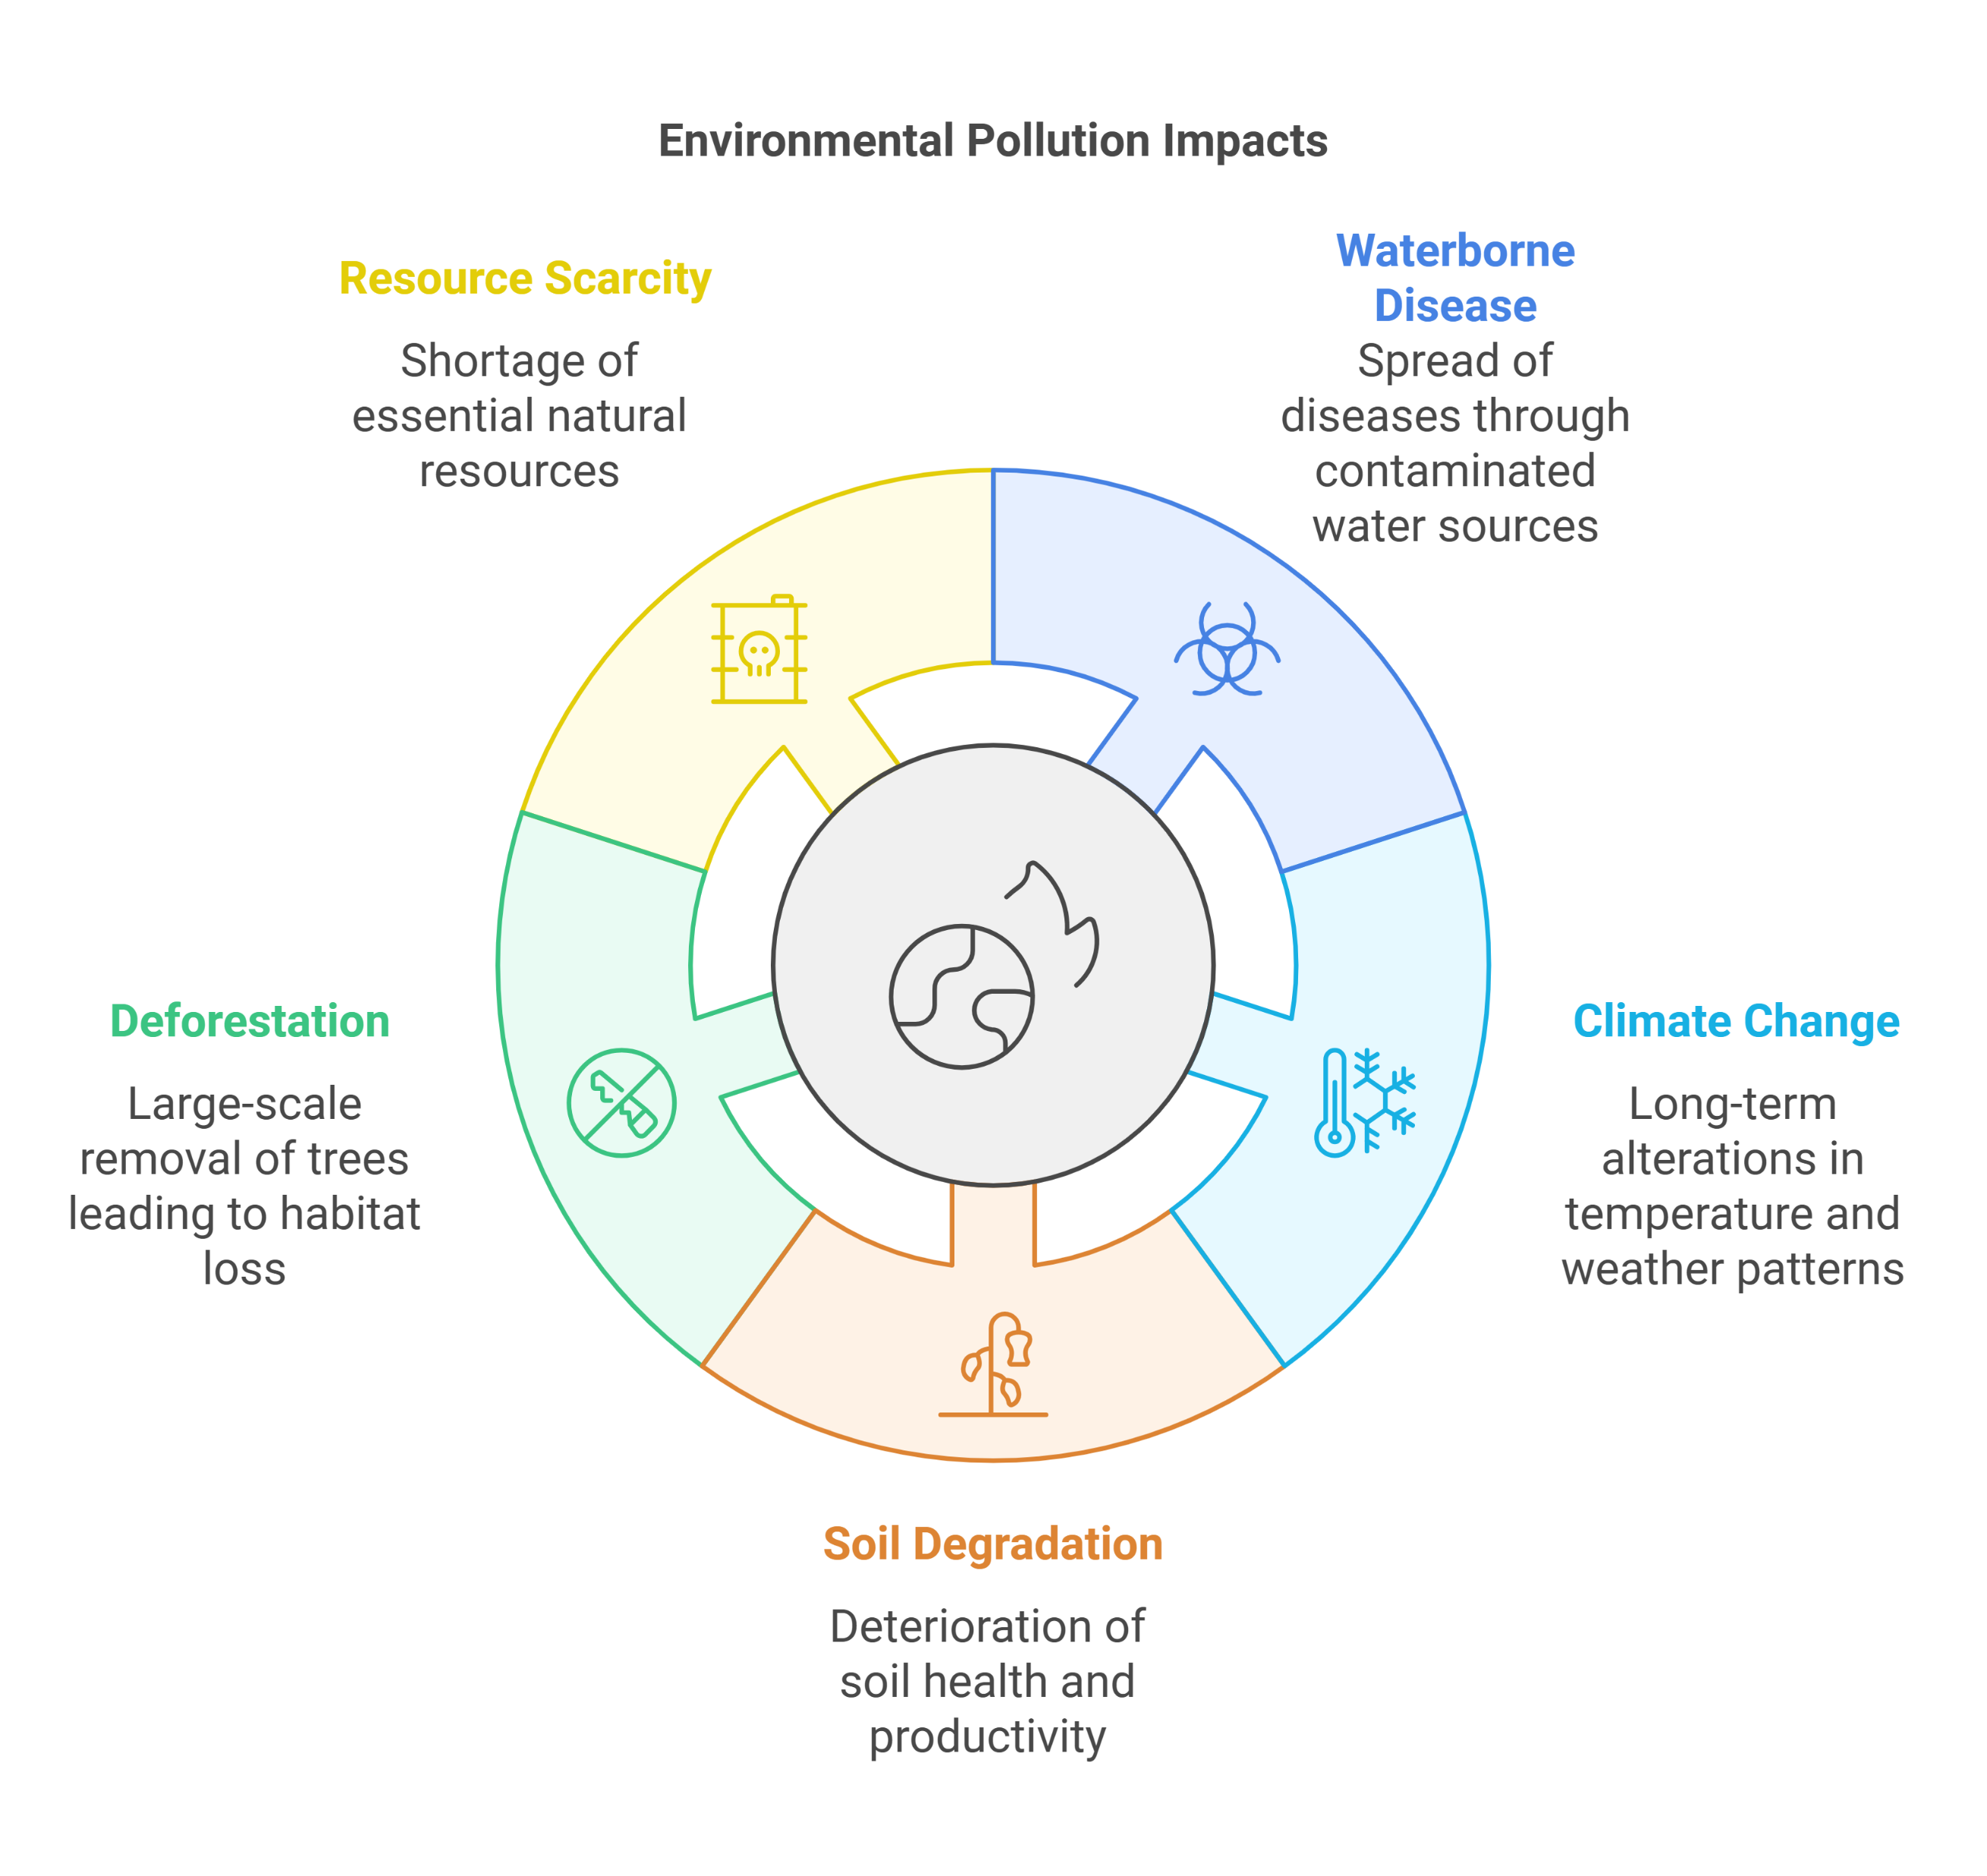 Environmental Pollution Impacts
Resource Scarcity
Shortage of
essential natural
resources
Waterborne
Disease
Spread of
diseases through
contaminated
water sources
Deforestation
Large-scale
removal of trees
leading to habitat
loss
Climate Change
Long-term
alterations in
temperature and
weather patterns
Soil Degradation
Deterioration of
soil health and
productivity